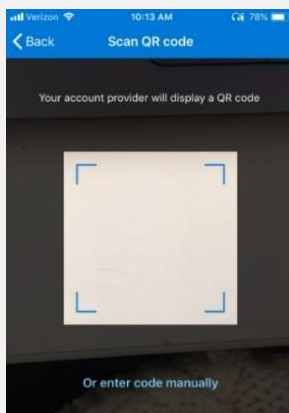 Verizon 10:13 AM 78%
Back Scan QR code
Your account provider will display a QR code
Or enter code manually